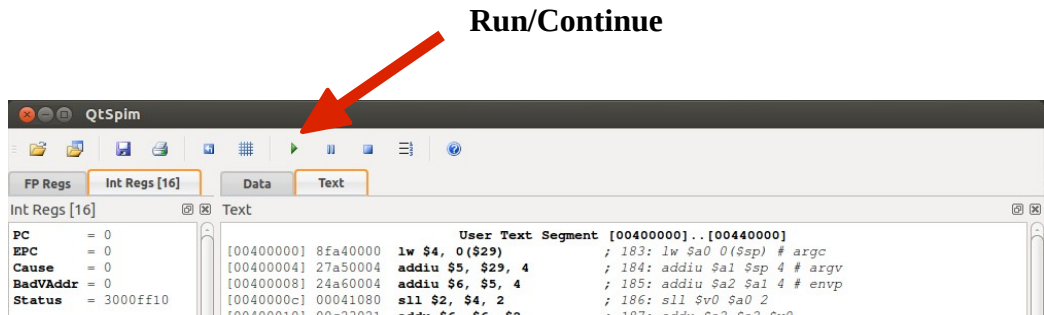 Run/Continue
QtSpim
FP Regs Int Regs [16] Data Text
Int Regs [16] Text
PC = 0
EPC = 0
Cause = 0
BadVAddr = 0
Status = 3000ff10
User Text Segment [00400000]..[00440000]
[00400000] 8fa40000 lw $4, 0($29) ; 183: lw $a0 0($sp) # argc
[00400004] 27a50004 addiu $5, $29, 4 ; 184: addiu $a1 $sp 4 # argv
[00400008] 24a60004 addiu $6, $5, 4 ; 185: addiu $a2 $a1 4 # envp
[0040000c] 00041080 sll $2, $4, 2 ; 186: sll $v0 $a0 2